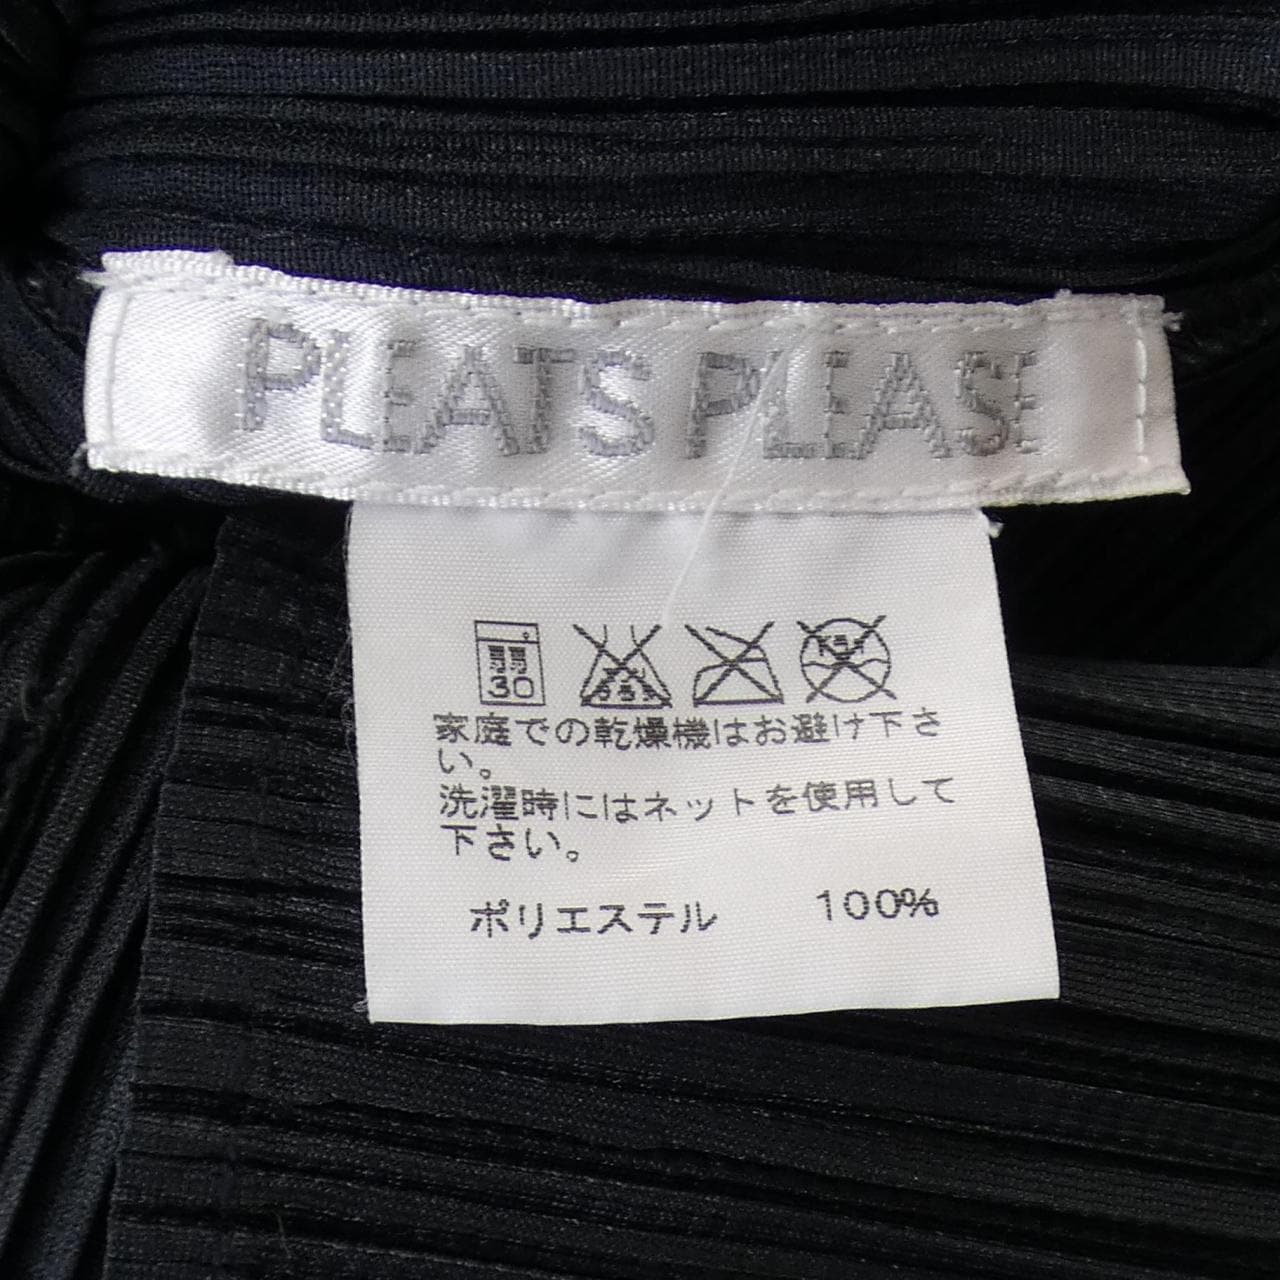 PLEATS PLEASE
弱
30
家庭での乾燥機はお避け下さ
い。
洗濯時にはネットを使用して
下さい。
ポリエステル 100%